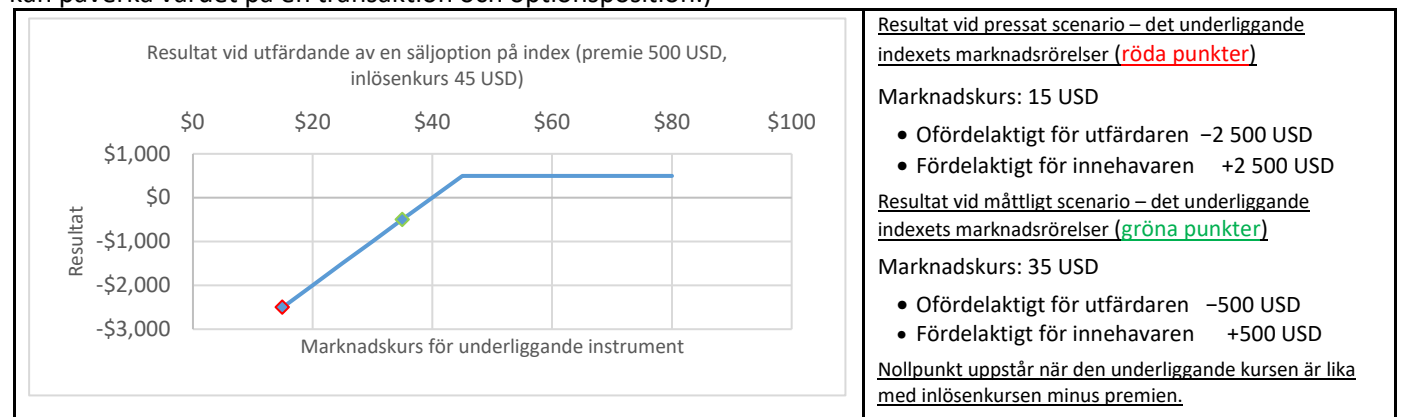 kan påverka värdet på en transaktion och optionsposition.)
Resultat vid utfärdande av en säljoption på index (premie 500 USD,
inlösenkurs 45 USD)
$0 $20 $40 $60 $80 $100
$1,000
$0
-$1,000
-$2,000
-$3,000
Resultat
Marknadskurs för underliggande instrument
Resultat vid pressat scenario – det underliggande
indexets marknadsrörelser (röda punkter)
Marknadskurs: 15 USD
• Ofördelaktigt för utfärdaren −2 500 USD
• Fördelaktigt för innehavaren +2 500 USD
Resultat vid måttligt scenario – det underliggande
indexets marknadsrörelser (gröna punkter)
Marknadskurs: 35 USD
• Ofördelaktigt för utfärdaren −500 USD
• Fördelaktigt för innehavaren +500 USD
Nollpunkt uppstår när den underliggande kursen är lika
med inlösenkursen minus premien.